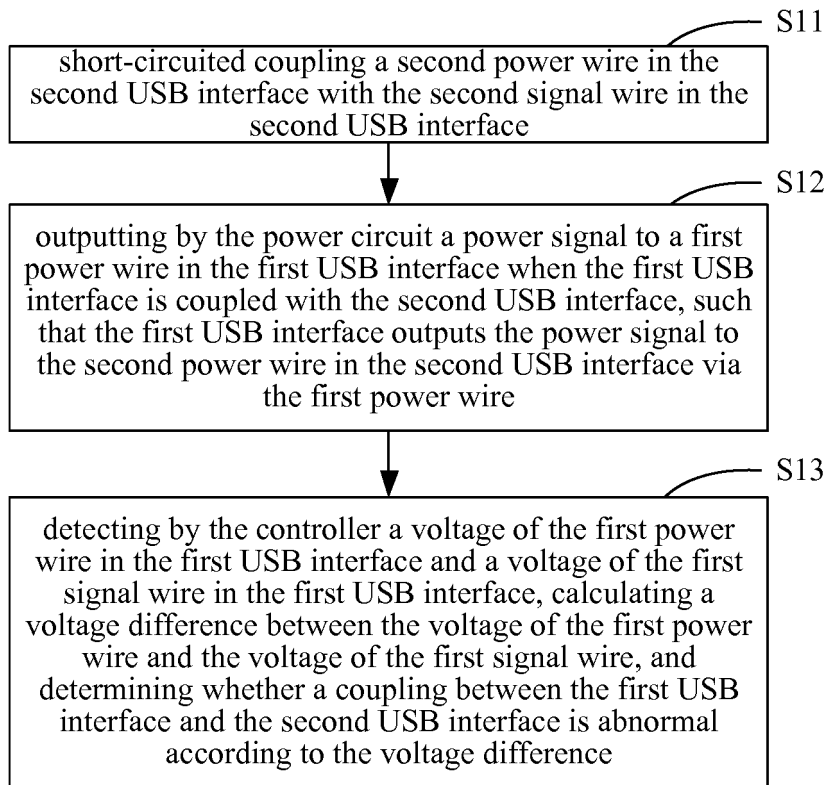 S11
short-circuited coupling a second power wire in the
second USB interface with the second signal wire in the
second USB interface
S12
outputting by the power circuit a power signal to a first
power wire in the first USB interface when the first USB
interface is coupled with the second USB interface, such
that the first USB interface outputs the power signal to
the second power wire in the second USB interface via
the first power wire
S13
detecting by the controller a voltage of the first power
wire in the first USB interface and a voltage of the first
signal wire in the first USB interface, calculating a
voltage difference between the voltage of the first power
wire and the voltage of the first signal wire, and
determining whether a coupling between the first USB
interface and the second USB interface is abnormal
according to the voltage difference